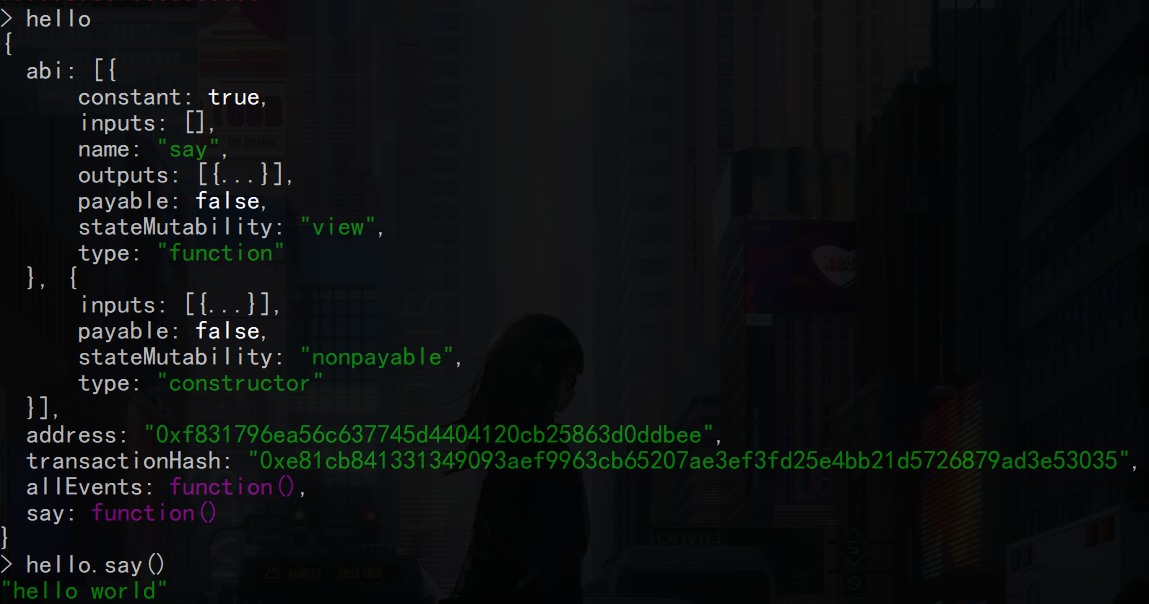 > hello
{
  abi: [{
      constant: true,
      inputs: [],
      name: "say",
      outputs: [{...}],
      payable: false,
      stateMutability: "view",
      type: "function"
  }, {
      inputs: [{...}],
      payable: false,
      stateMutability: "nonpayable",
      type: "constructor"
  }],
  address: "0xf831796ea56c637745d4404120cb25863d0ddbee",
  transactionHash: "0xe81cb841331349093aef9963cb65207ae3ef3fd25e4bb21d5726879ad3e53035",
  allEvents: function(),
  say: function()
}
> hello.say()
"hello world"